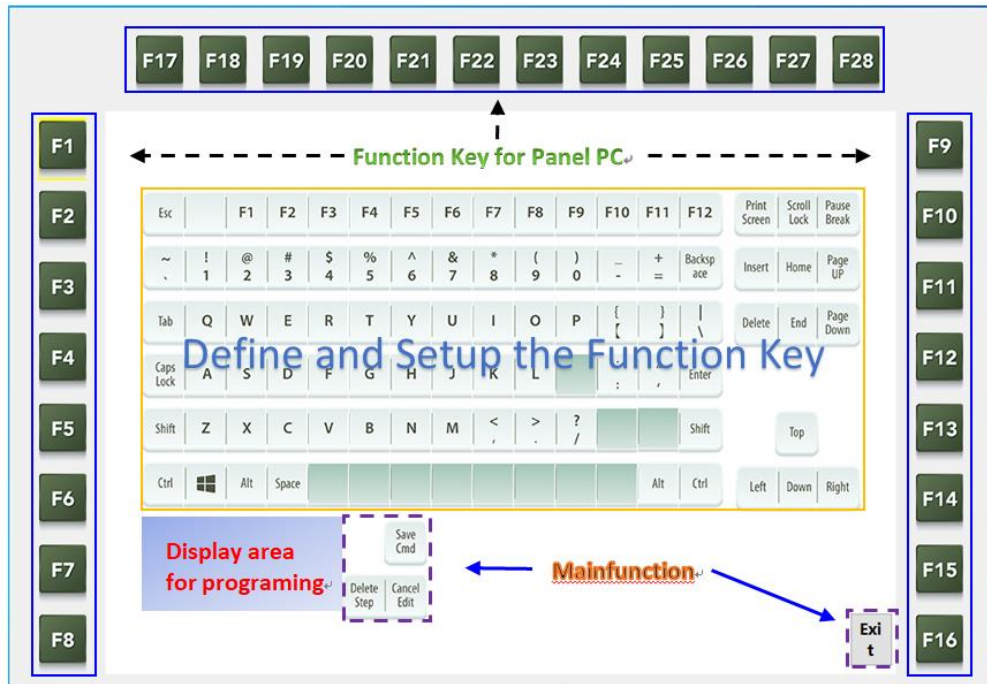 F17 F18 F19 F20 F21 F22 F23 F24 F25 F26 F27 F28
F1
F2
F3
F4
F5
F6
F7
F8
Function Key for Panel PC
Esc F1 F2 F3 F4 F5 F6 F7 F8 F9 F10 F11 F12 Print Screen Scroll Lock Pause Break
~ ` ! 1 @ 2 # 3 $ 4 % 5 ^ 6 & 7 * 8 ( 9 ) 0 _ - + = Backsp ace Insert Home Page UP
Tab Q W E R T Y U I O P { 【 } 】 | \ Delete End Page Down
Define and Setup the Function Key
Caps Lock A S D F G H J K L : , Enter
Shift Z X C V B N M < , > . ? / Shift Top
Ctrl Alt Space Alt Ctrl Left Down Right
Display area
for programing
Save
Cmd
Delete
Step
Cancel
Edit
Mainfunction
Exi
t
F9
F10
F11
F12
F13
F14
F15
F16